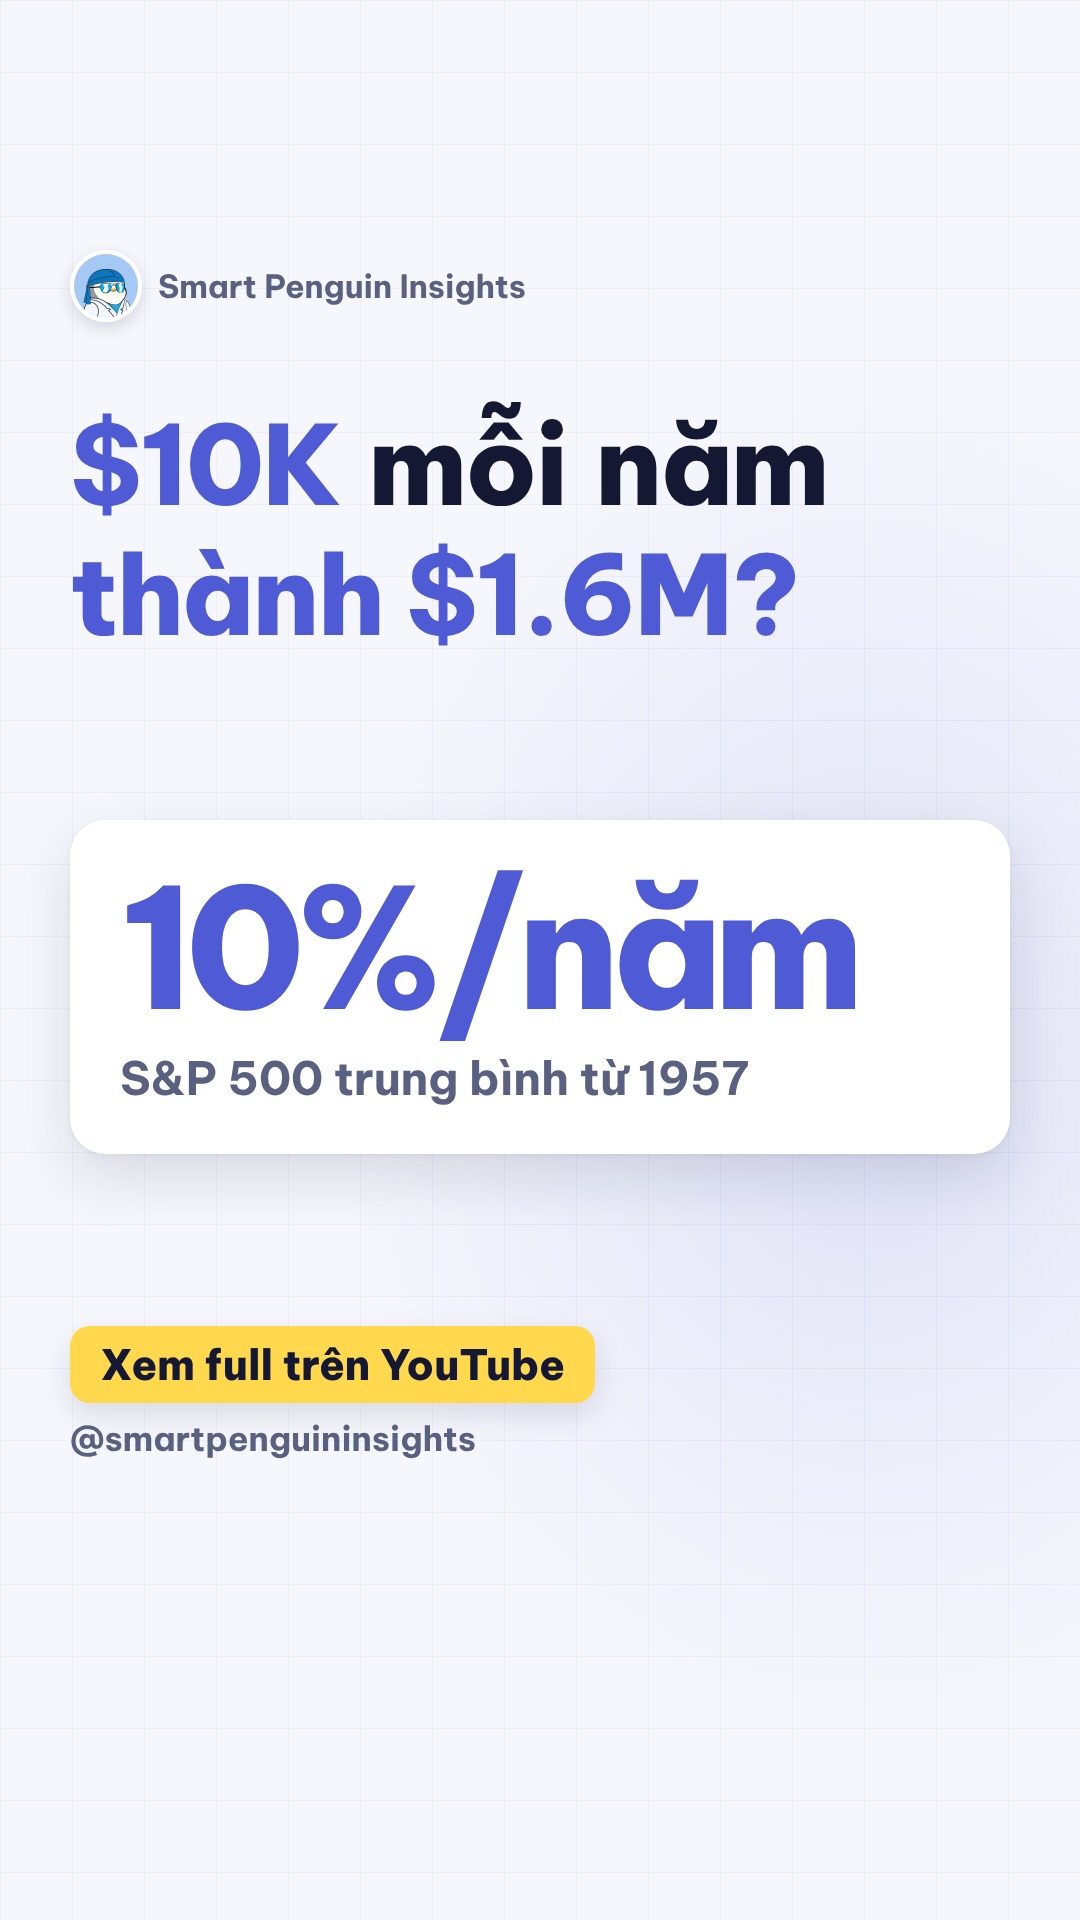 Smart Penguin Insights
$10K mỗi năm
thành $1.6M?
10%/năm
S&P 500 trung bình từ 1957
Xem full trên YouTube
@smartpenguininsights